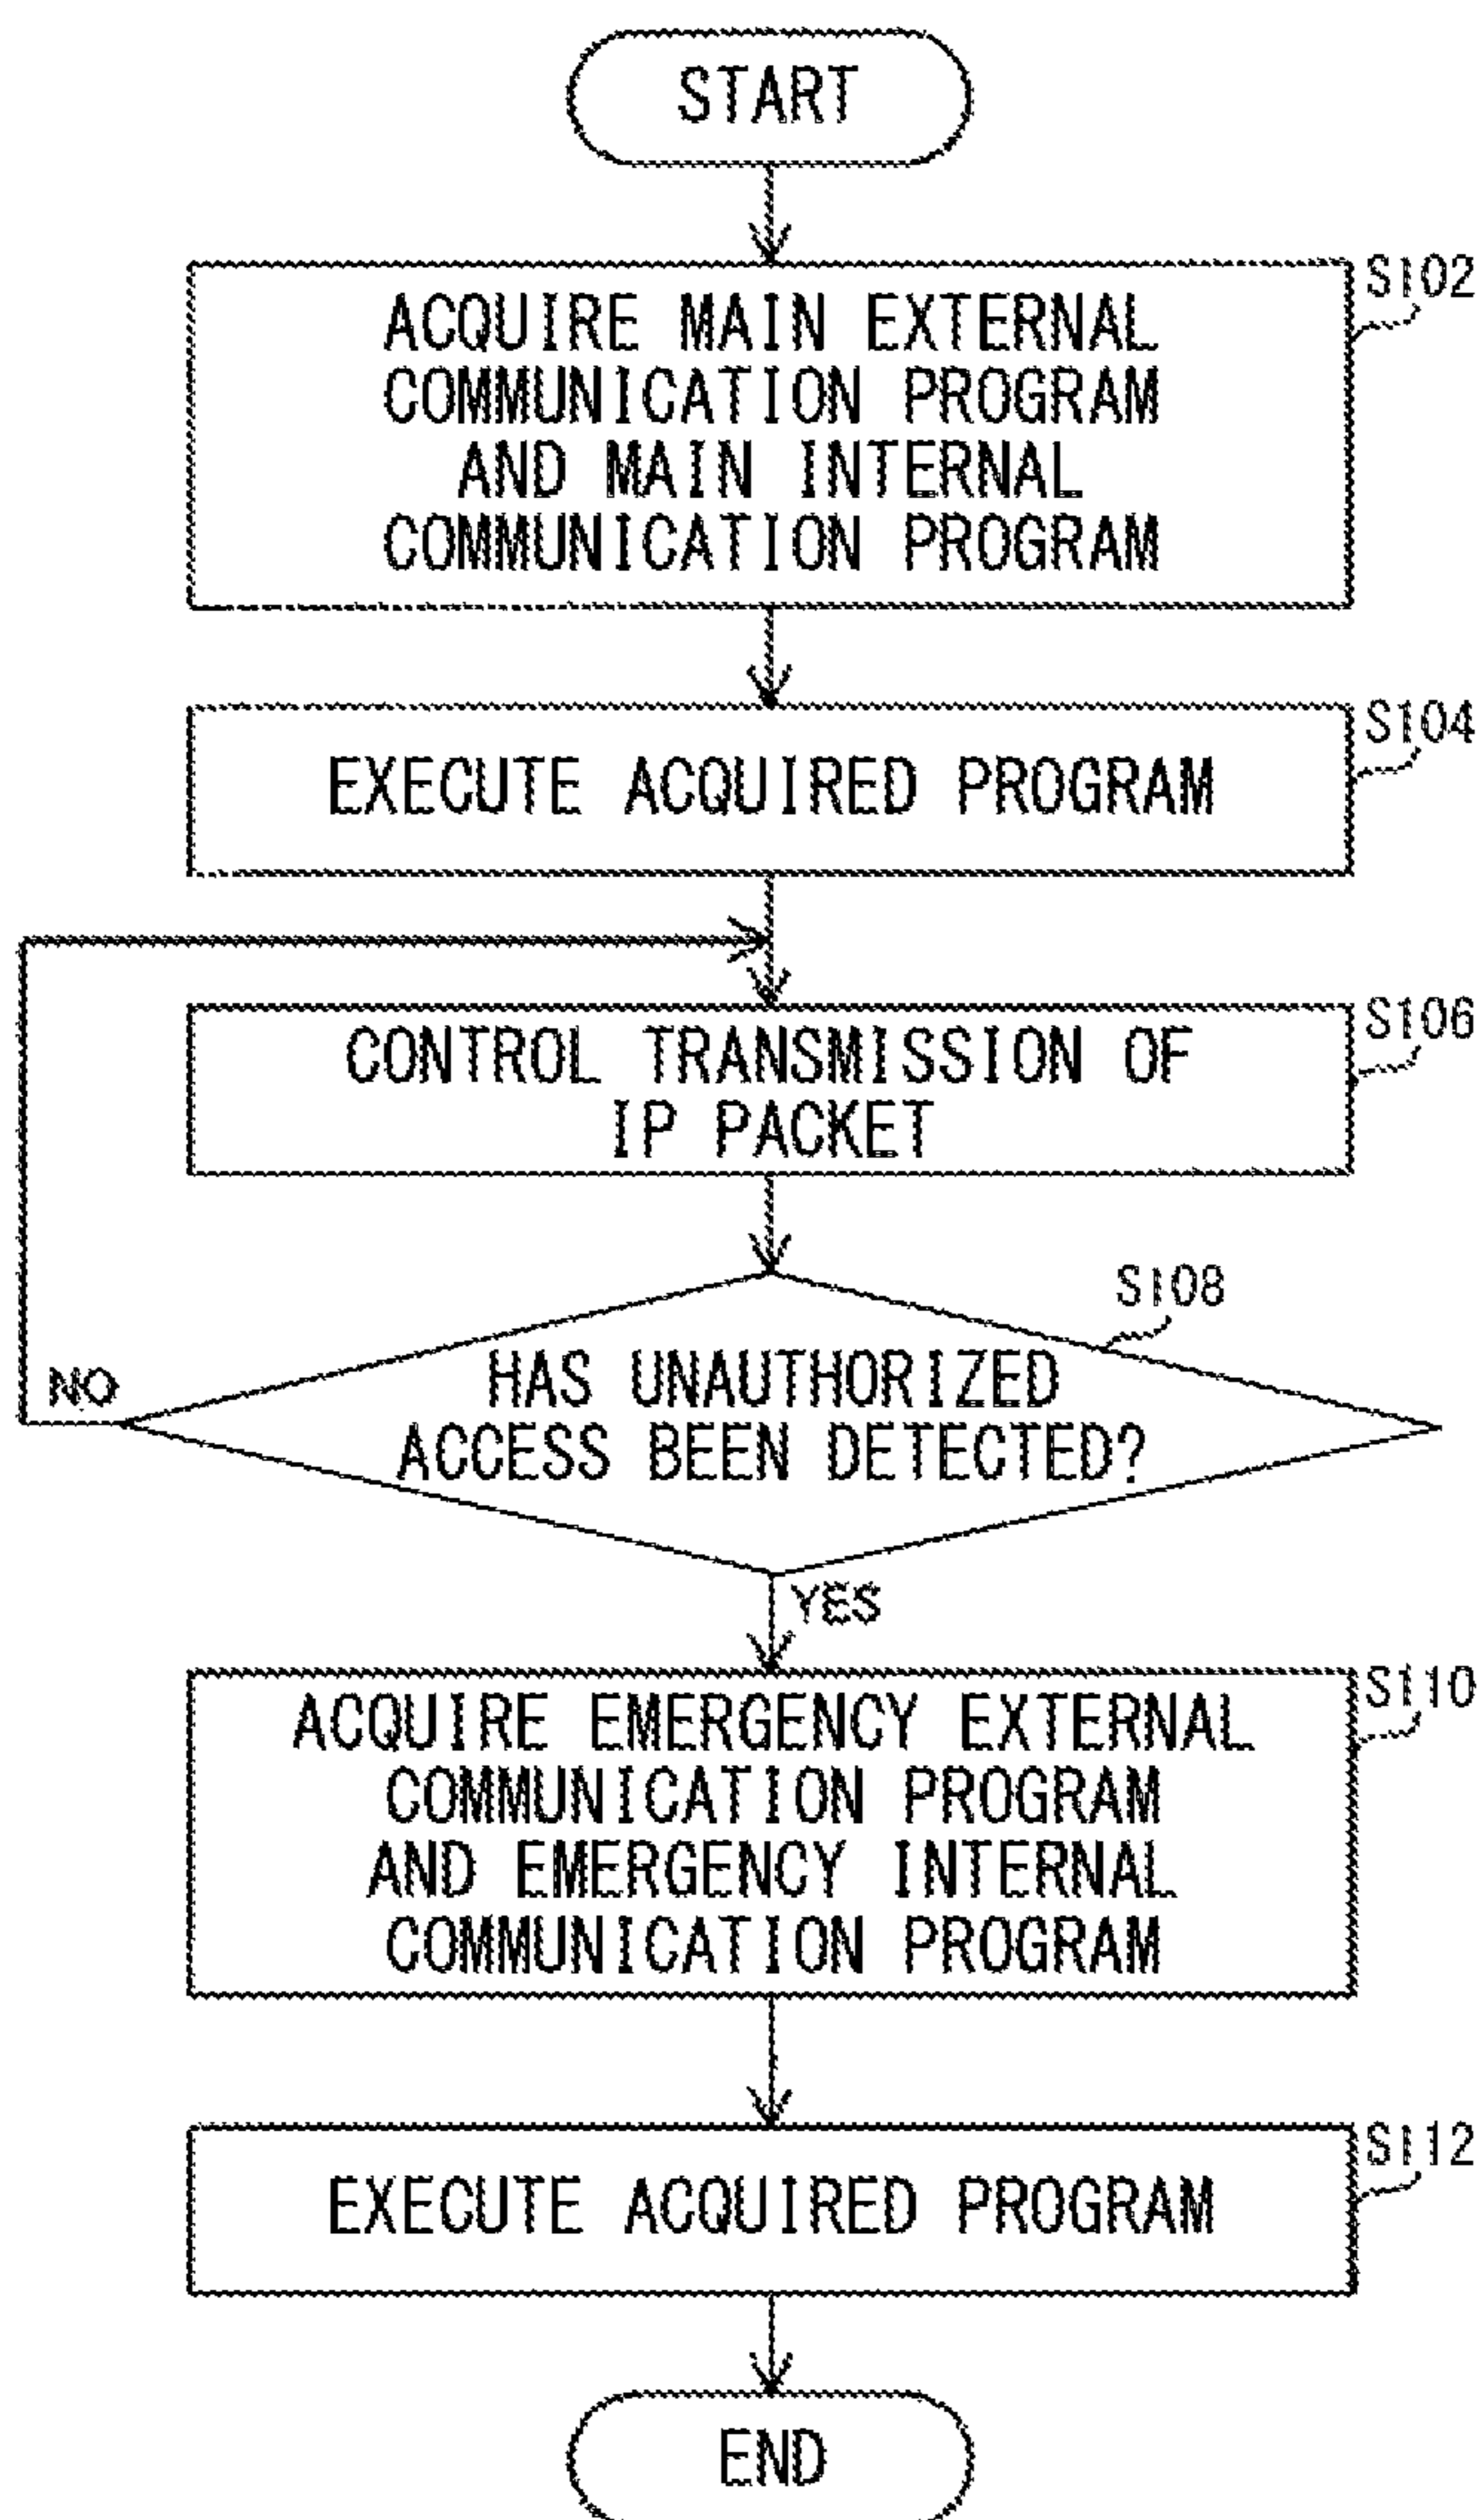 START
S102
ACQUIRE MAIN EXTERNAL
COMMUNICATION PROGRAM
AND MAIN INTERNAL
COMMUNICATION PROGRAM
S104
EXECUTE ACQUIRED PROGRAM
S106
CONTROL TRANSMISSION OF
IP PACKET
S108
HAS UNAUTHORIZED
ACCESS BEEN DETECTED?
NO
YES
S110
ACQUIRE EMERGENCY EXTERNAL
COMMUNICATION PROGRAM
AND EMERGENCY INTERNAL
COMMUNICATION PROGRAM
S112
EXECUTE ACQUIRED PROGRAM
END